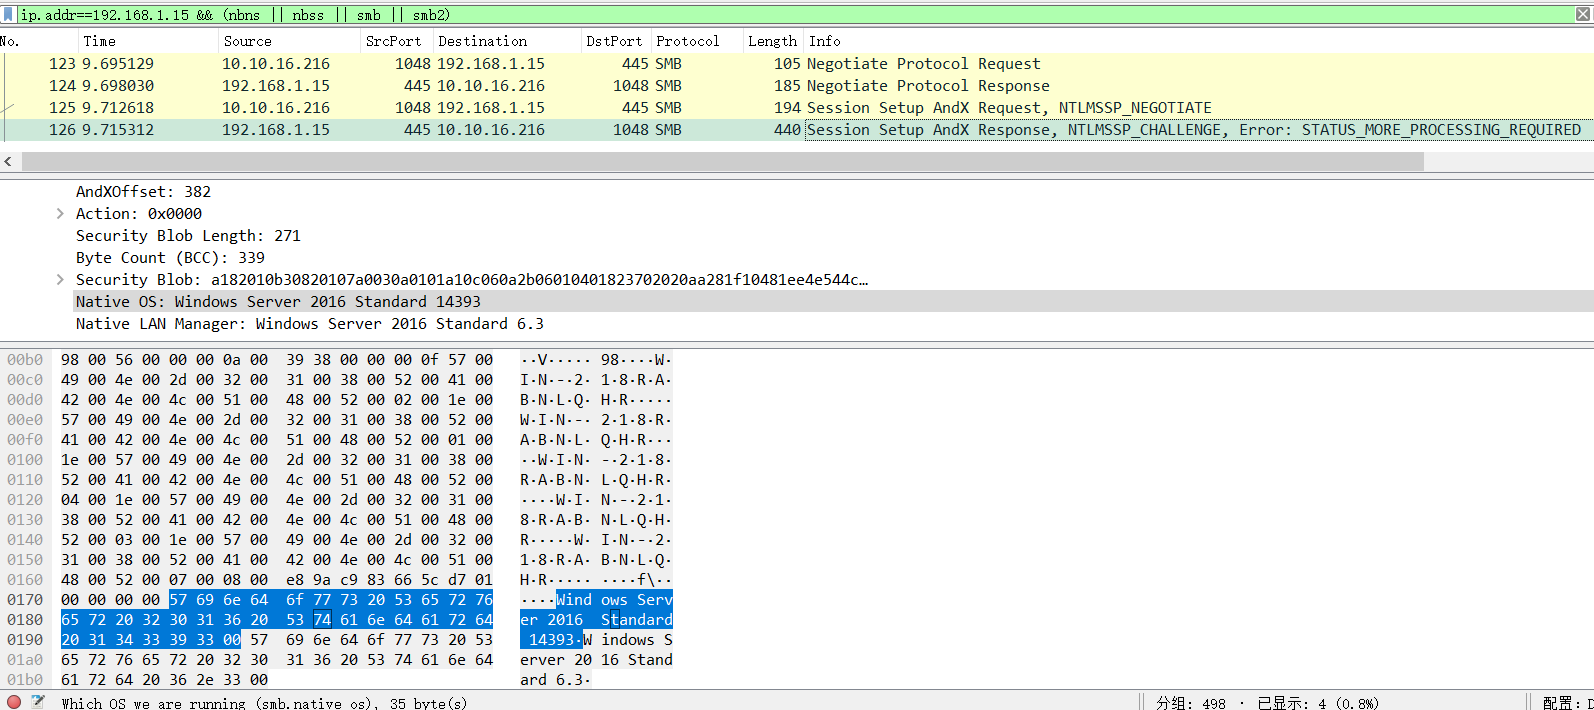 ip.addr==192.168.1.15 && (nbns || nbss || smb || smb2)
No. Time Source SrcPort Destination DstPort Protocol Length Info
123 9.695129 10.10.16.216 1048 192.168.1.15 445 SMB 105 Negotiate Protocol Request
124 9.698030 192.168.1.15 445 10.10.16.216 1048 SMB 185 Negotiate Protocol Response
125 9.712618 10.10.16.216 1048 192.168.1.15 445 SMB 194 Session Setup AndX Request, NTLMSSP_NEGOTIATE
126 9.715312 192.168.1.15 445 10.10.16.216 1048 SMB 440 Session Setup AndX Response, NTLMSSP_CHALLENGE, Error: STATUS_MORE_PROCESSING_REQUIRED
AndXOffset: 382
Action: 0x0000
Security Blob Length: 271
Byte Count (BCC): 339
Security Blob: a182010b30820107a0030a0101a10c060a2b06010401823702020aa281f10481ee4e544c…
Native OS: Windows Server 2016 Standard 14393
Native LAN Manager: Windows Server 2016 Standard 6.3
00b0 98 00 56 00 00 00 0a 00 39 38 00 00 00 0f 57 00 ··V····· 98····W·
00c0 49 00 4e 00 2d 00 32 00 31 00 38 00 52 00 41 00 I·N·-·2· 1·8·R·A·
00d0 42 00 4e 00 4c 00 51 00 48 00 52 00 02 00 1e 00 B·N·L·Q· H·R·····
00e0 57 00 49 00 4e 00 2d 00 32 00 31 00 38 00 52 00 W·I·N·-· 2·1·8·R·
00f0 41 00 42 00 4e 00 4c 00 51 00 48 00 52 00 01 00 A·B·N·L· Q·H·R···
0100 1e 00 57 00 49 00 4e 00 2d 00 32 00 31 00 38 00 ··W·I·N· -·2·1·8·
0110 52 00 41 00 42 00 4e 00 4c 00 51 00 48 00 52 00 R·A·B·N· L·Q·H·R·
0120 04 00 1e 00 57 00 49 00 4e 00 2d 00 32 00 31 00 ····W·I· N·-·2·1·
0130 38 00 52 00 41 00 42 00 4e 00 4c 00 51 00 48 00 8·R·A·B· N·L·Q·H·
0140 52 00 03 00 1e 00 57 00 49 00 4e 00 2d 00 32 00 R·····W· I·N·-·2·
0150 31 00 38 00 52 00 41 00 42 00 4e 00 4c 00 51 00 1·8·R·A· B·N·L·Q·
0160 48 00 52 00 07 00 08 00 e8 9a c9 83 66 5c d7 01 H·R····· ····f\··
0170 00 00 00 00 57 69 6e 64 6f 77 73 20 53 65 72 76 ····Wind ows Serv
0180 65 72 20 32 30 31 36 20 53 74 61 6e 64 61 72 64 er 2016 Standard
0190 20 31 34 33 39 33 00 57 69 6e 64 6f 77 73 20 53 14393·W indows S
01a0 65 72 76 65 72 20 32 30 31 36 20 53 74 61 6e 64 erver 20 16 Stand
01b0 61 72 64 20 36 2e 33 00 ard 6.3·
Which OS we are running (smb.native_os), 35 byte(s) 分组: 498 · 已显示: 4 (0.8%) 配置: D